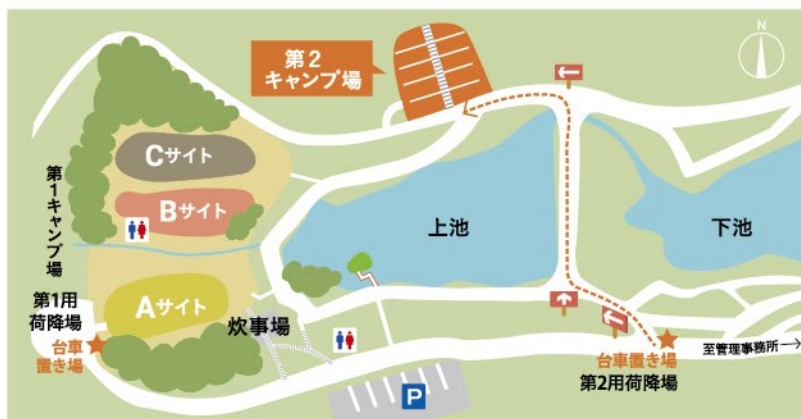 N
第2
キャンプ場
Cサイト
Bサイト
第1キャンプ場
上池
下池
Aサイト
第1用
荷降場
台車
置き場
炊事場
P
台車置き場
第2用荷降場
至管理事務所